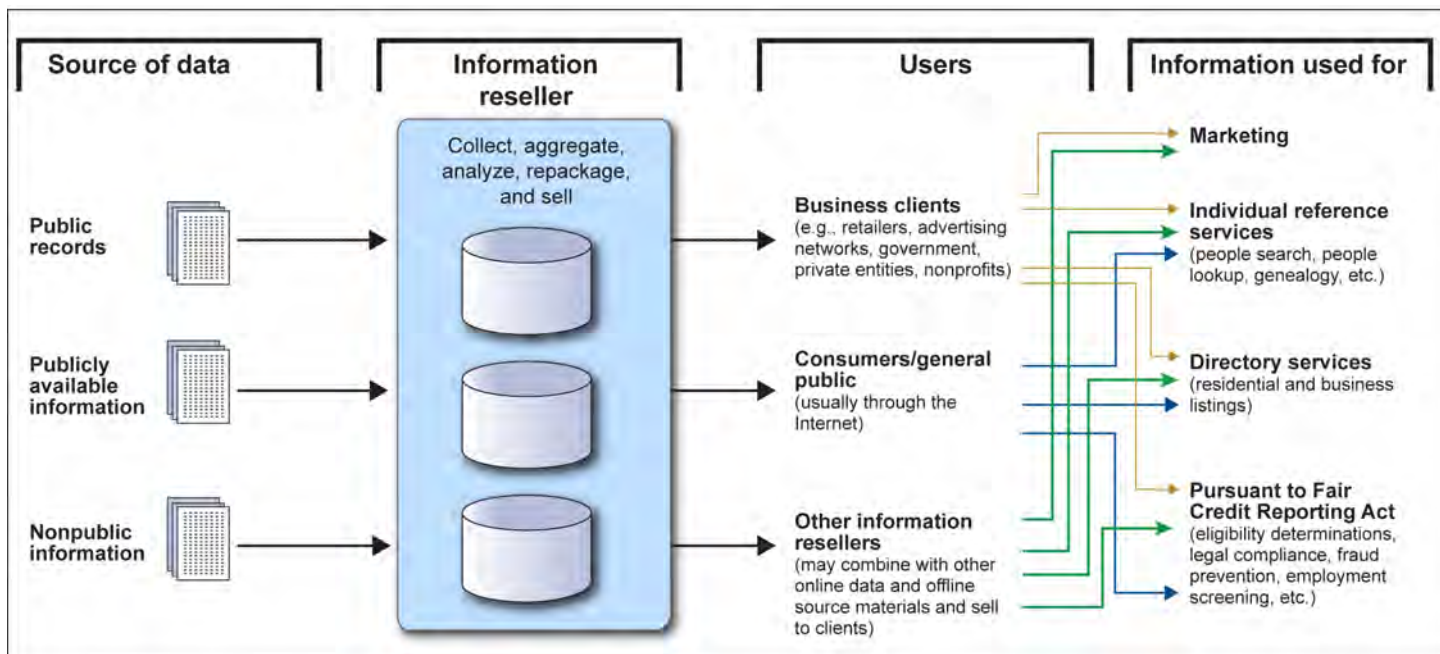 Source of data
Information
reseller
Users
Information used for
Collect, aggregate,
analyze, repackage,
and sell
Public
records
Publicly
available
information
Nonpublic
information
Business clients
(e.g., retailers, advertising
networks, government,
private entities, nonprofits)
Consumers/general
public
(usually through the
Internet)
Other information
resellers
(may combine with other
online data and offline
source materials and sell
to clients)
Marketing
Individual reference
services
(people search, people
lookup, genealogy, etc.)
Directory services
(residential and business
listings)
Pursuant to Fair
Credit Reporting Act
(eligibility determinations,
legal compliance, fraud
prevention, employment
screening, etc.)